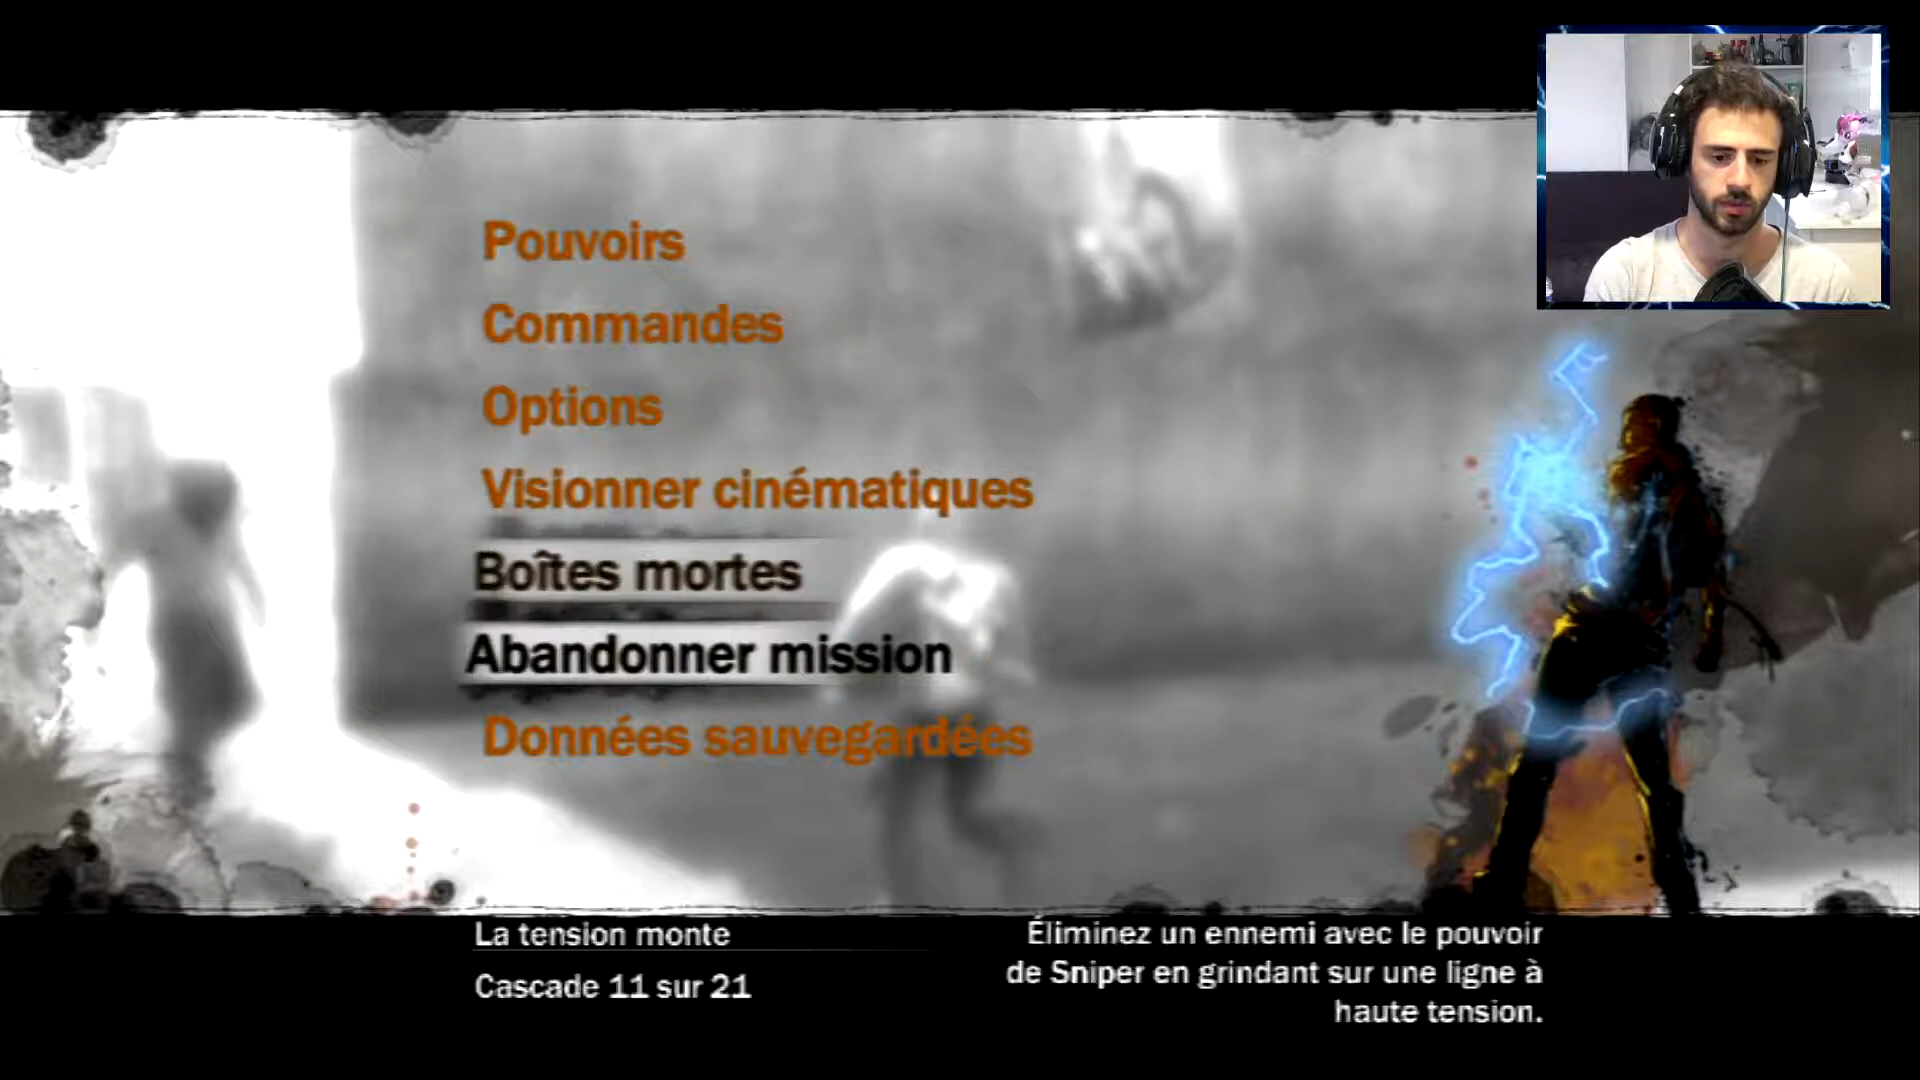 Pouvoirs
Commandes
Options
Visionner cinématiques
Boîtes mortes
Abandonner mission
Données sauvegardées
La tension monte
Cascade 11 sur 21
Éliminez un ennemi avec le pouvoir
de Sniper en grindant sur une ligne à
haute tension.